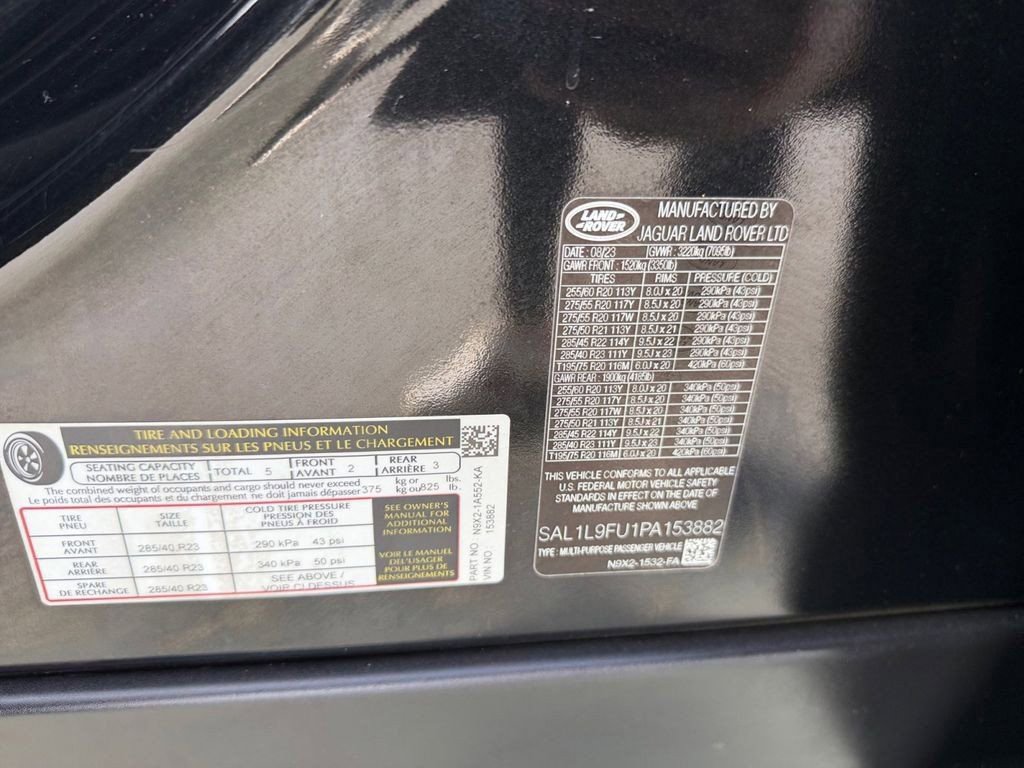 LAND-
-ROVER
MANUFACTURED BY
JAGUAR LAND ROVER LTD
DATE : 08/23 GVWR : 3220kg (7095lb)
GAWR FRONT : 1520kg (3350lb)
TIRES RIMS PRESSURE (COLD)
255/60 R20 113Y 8.0J x 20 290kPa (43psi)
275/55 R20 117Y 8.5J x 20 290kPa (43psi)
275/55 R20 117W 8.5J x 20 290kPa (43psi)
275/50 R21 113Y 8.5J x 21 290kPa (43psi)
285/45 R22 114Y 9.5J x 22 290kPa (43psi)
285/40 R23 111Y 9.5J x 23 290kPa (43psi)
T195/75 R20 116M 6.0J x 20 420kPa (60psi)
GAWR REAR : 1900kg (4185lb)
255/60 R20 113Y 8.0J x 20 340kPa (50psi)
275/55 R20 117Y 8.5J x 20 340kPa (50psi)
275/55 R20 117W 8.5J x 20 340kPa (50psi)
275/50 R21 113Y 8.5J x 21 340kPa (50psi)
285/45 R22 114Y 9.5J x 22 340kPa (50psi)
285/40 R23 111Y 9.5J x 23 340kPa (50psi)
T195/75 R20 116M 6.0J x 20 420kPa (60psi)
THIS VEHICLE CONFORMS TO ALL APPLICABLE
U.S. FEDERAL MOTOR VEHICLE SAFETY
STANDARDS IN EFFECT ON THE DATE OF
MANUFACTURE SHOWN ABOVE
SAL1L9FU1PA153882
TYPE : MULTI-PURPOSE PASSENGER VEHICLE
N9X2-1532-FA
TIRE AND LOADING INFORMATION
RENSEIGNEMENTS SUR LES PNEUS ET LE CHARGEMENT
SEATING CAPACITY
NOMBRE DE PLACES
TOTAL 5
FRONT
AVANT 2
REAR
ARRIÈRE 3
The combined weight of occupants and cargo should never exceed
Le poids total des occupants et du chargement ne doit jamais dépasser
375 kg or
kg ou 825 lbs.
lb.
TIRE
PNEU
SIZE
TAILLE
COLD TIRE PRESSURE
PRESSION DES
PNEUS À FROID
FRONT
AVANT
285/40 R23 290 kPa 43 psi
REAR
ARRIÈRE
285/40 R23 340 kPa 50 psi
SPARE
DE RECHANGE
285/40 R23
SEE ABOVE /
VOIR CI DESSUS
SEE OWNER'S
MANUAL FOR
ADDITIONAL
INFORMATION
VOIR LE MANUEL
DE L'USAGER
POUR PLUS DE
RENSEIGNEMENTS
PART NO. N9X2-1A552-KA
VIN NO. : 153882